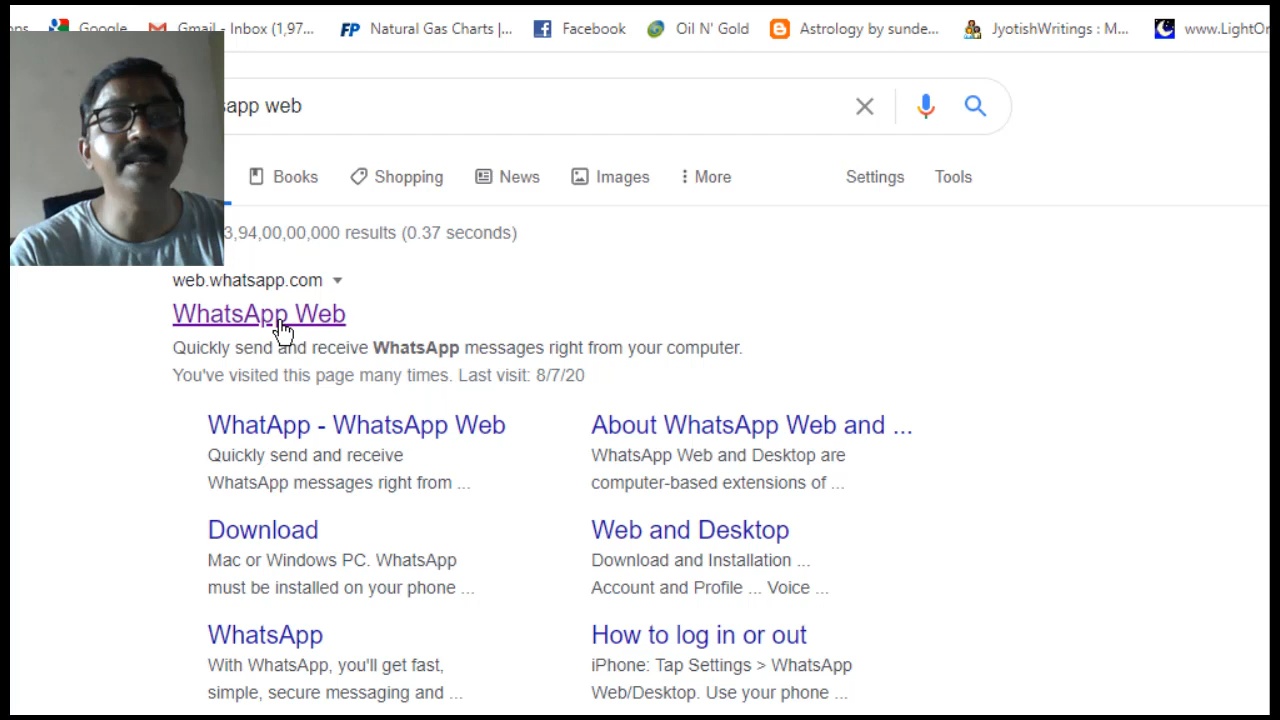 Google Gmail - Inbox (1,97... FP Natural Gas Charts |... Facebook Oil N' Gold Astrology by sunde... JyotishWritings : M... www.LightOn
sapp web
Books Shopping News Images More Settings Tools
3,94,00,00,000 results (0.37 seconds)
web.whatsapp.com
WhatsApp Web
Quickly send and receive WhatsApp messages right from your computer.
You've visited this page many times. Last visit: 8/7/20
WhatApp - WhatsApp Web
Quickly send and receive
WhatsApp messages right from ...
About WhatsApp Web and ...
WhatsApp Web and Desktop are
computer-based extensions of ...
Download
Mac or Windows PC. WhatsApp
must be installed on your phone ...
Web and Desktop
Download and Installation ...
Account and Profile ... Voice ...
WhatsApp
With WhatsApp, you'll get fast,
simple, secure messaging and ...
How to log in or out
iPhone: Tap Settings > WhatsApp
Web/Desktop. Use your phone ...